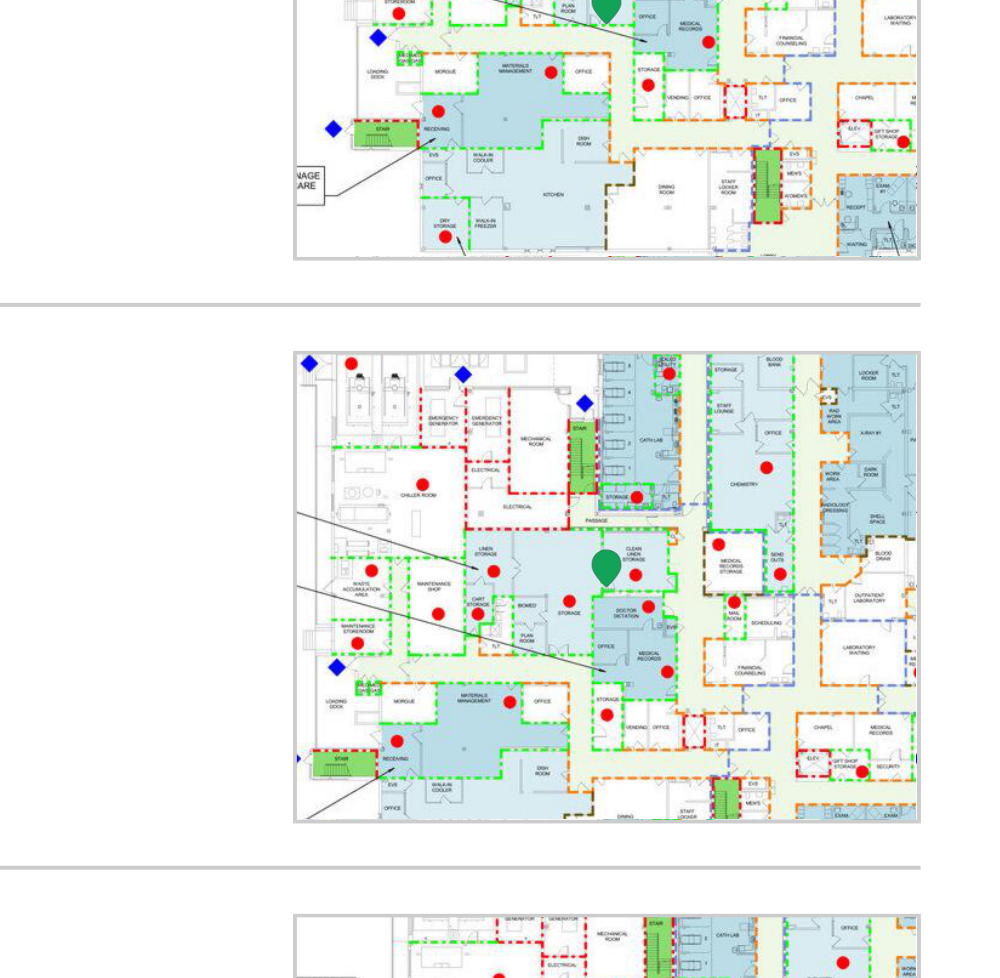 STOREROOM
TLT
PLAN
ROOM
OFFICE
MEDICAL
RECORDS
FINANCIAL
COUNSELING
LABORATORY
WAITING
LOADING
DOCK
MORGUE
MATERIALS
MANAGEMENT
OFFICE
STORAGE
VENDING
OFFICE
TLT
OFFICE
IT
CHAPEL
STAIR
RECEIVING
ELEV.
GIFT SHOP
STORAGE
EVS
WALK-IN
COOLER
DISH
ROOM
EVS
MEN'S
WOMEN'S
NAGE
ARE
OFFICE
KITCHEN
DINING
ROOM
STAFF
LOCKER
ROOM
EXAM
#1
RECEPT
DRY
STORAGE
WALK-IN
FREEZER
WAITING
TLT
STORAGE
BLOOD
BANK
LOCKER
ROOM
TLT
STAFF
LOUNGE
EVS
RAD
WORK
AREA
TLT
EMERGENCY
GENERATOR
EMERGENCY
GENERATOR
MECHANICAL
ROOM
STAIR
CATH LAB
OFFICE
X-RAY #1
ELECTRICAL
CHEMISTRY
WORK
AREA
DARK
ROOM
CHILLER ROOM
ELECTRICAL
STORAGE
TLT
RADIOLOGY
DRESSING
SHELL
SPACE
PASSAGE
TLT
TLT
LINEN
STORAGE
CLEAN
LINEN
STORAGE
MEDICAL
RECORDS
STORAGE
SEND
OUTS
BLOOD
DRAW
WASTE
ACCUMULATION
AREA
MAINTENANCE
SHOP
CART
STORAGE
BIOMED
STORAGE
DOCTOR
DICTATION
MAIL
ROOM
SCHEDULING
TLT
OUTPATIENT
LABORATORY
MAINTENANCE
STOREROOM
PLAN
ROOM
TLT
EVS
OFFICE
MEDICAL
RECORDS
FINANCIAL
COUNSELING
LABORATORY
WAITING
LOADING
DOCK
MORGUE
MATERIALS
MANAGEMENT
OFFICE
STORAGE
VENDING
OFFICE
TLT
OFFICE
IT
CHAPEL
MEDICAL
RECORDS
STAIR
RECEIVING
ELEV.
GIFT SHOP
STORAGE
SECURITY
EVS
WALK-IN
COOLER
DISH
ROOM
EVS
MEN'S
OFFICE
DINING
STAFF
LOCKER
EXAM
EXAM
GENERATOR
GENERATOR
MECHANICAL
ROOM
STAIR
CATH LAB
OFFICE
ELECTRICAL
WORK
AREA